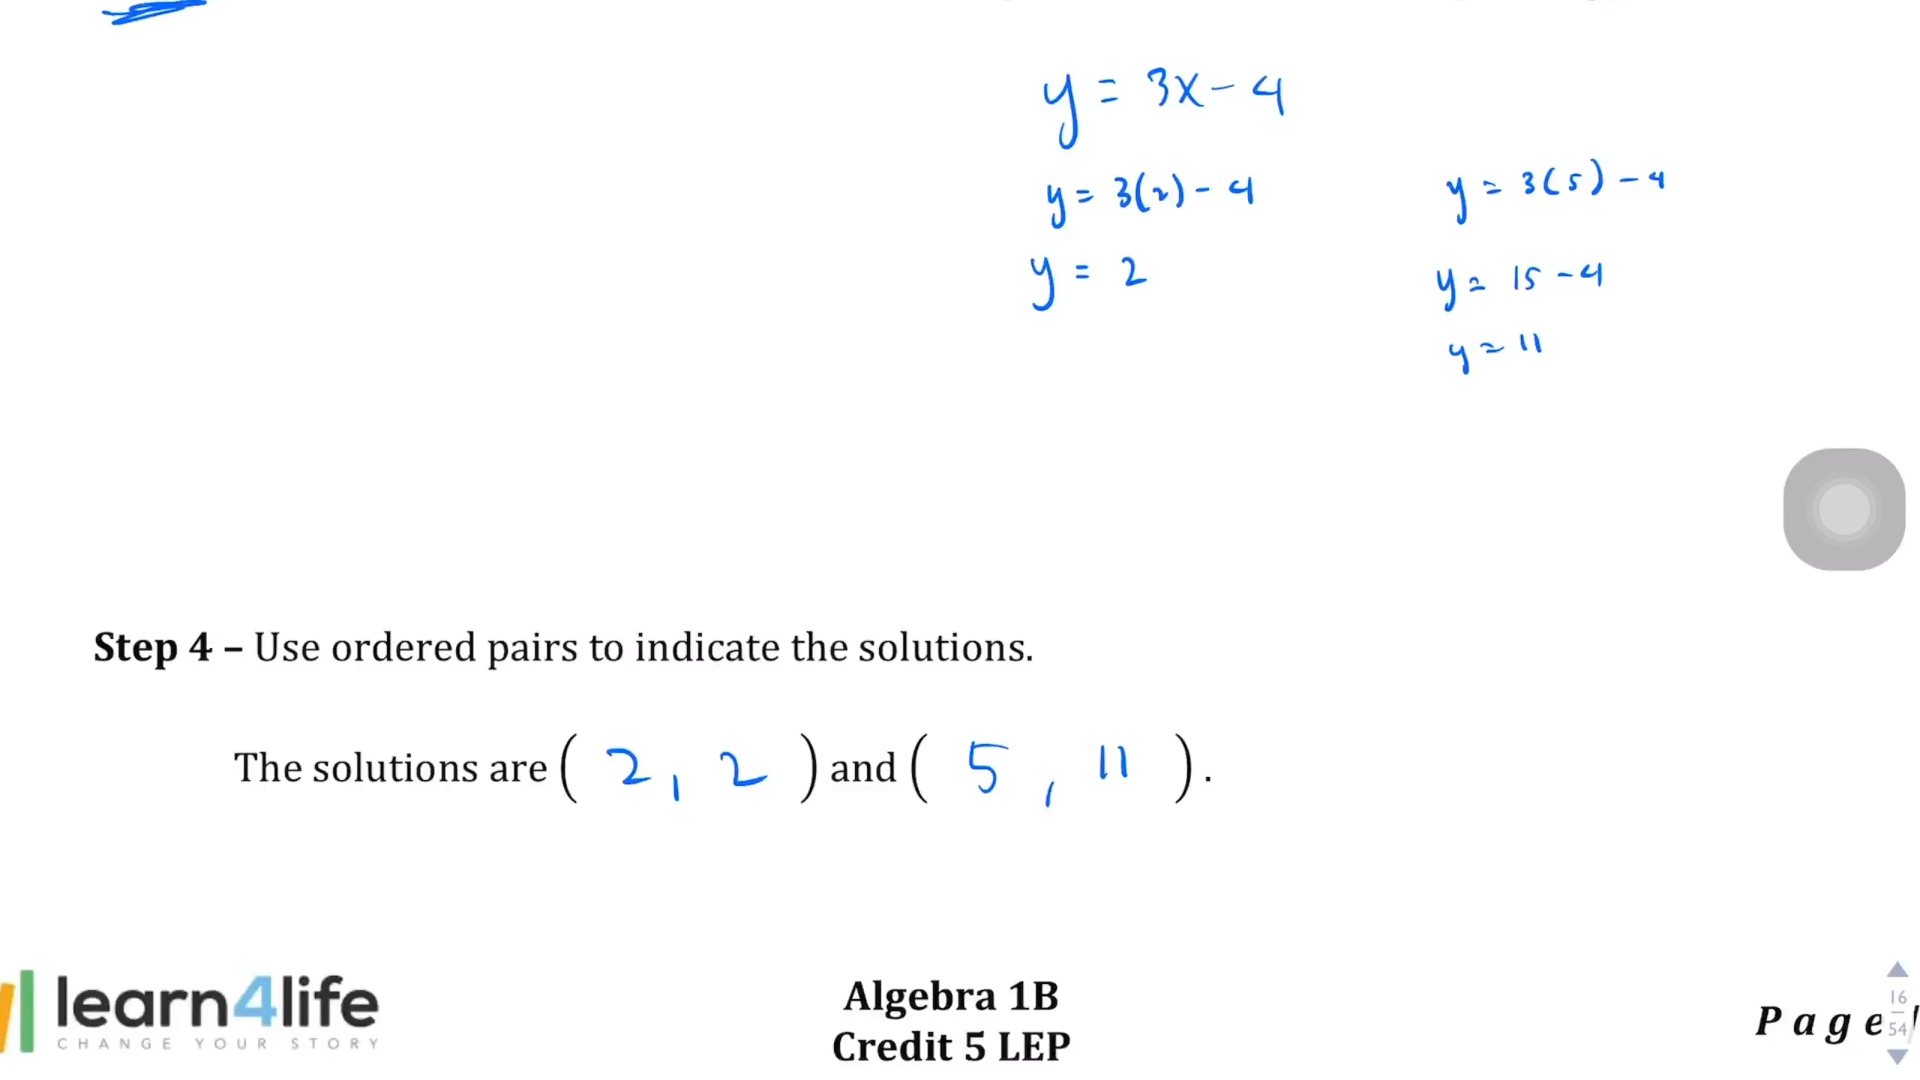 y = 3x - 4
y = 3(2) - 4
y = 2
y = 3(5) - 4
y = 15 - 4
y = 11
Step 4 – Use ordered pairs to indicate the solutions.
The solutions are ( 2, 2 ) and ( 5, 11 ).
learn4life
CHANGE YOUR STORY
Algebra 1B
Credit 5 LEP
Page
16
54